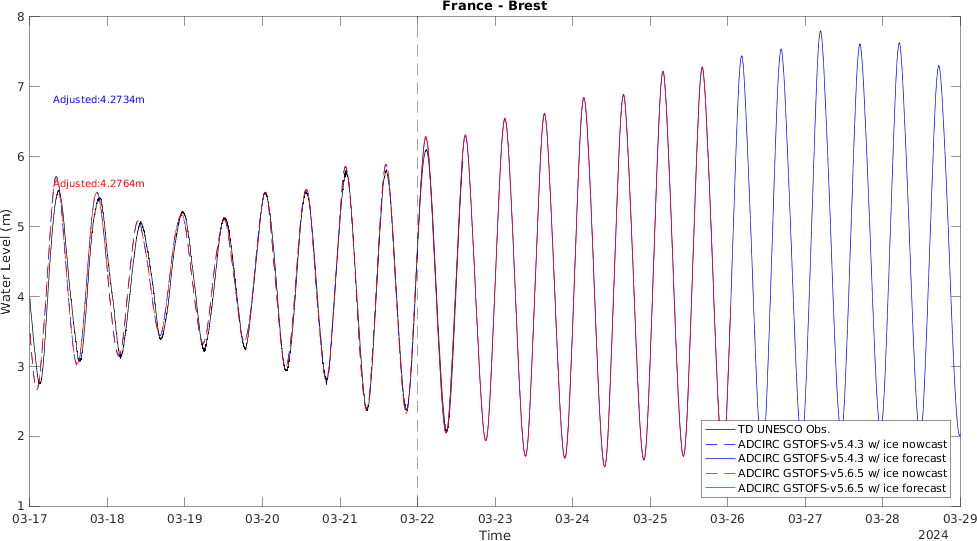 France - Brest
8
7
6
5
4
3
2
1
Water Level (m)
Adjusted:4.2734m
Adjusted:4.2764m
TD UNESCO Obs.
ADCIRC GSTOFS-v5.4.3 w/ ice nowcast
ADCIRC GSTOFS-v5.4.3 w/ ice forecast
ADCIRC GSTOFS-v5.6.5 w/ ice nowcast
ADCIRC GSTOFS-v5.6.5 w/ ice forecast
03-17 03-18 03-19 03-20 03-21 03-22 03-23 03-24 03-25 03-26 03-27 03-28 03-29
Time
2024